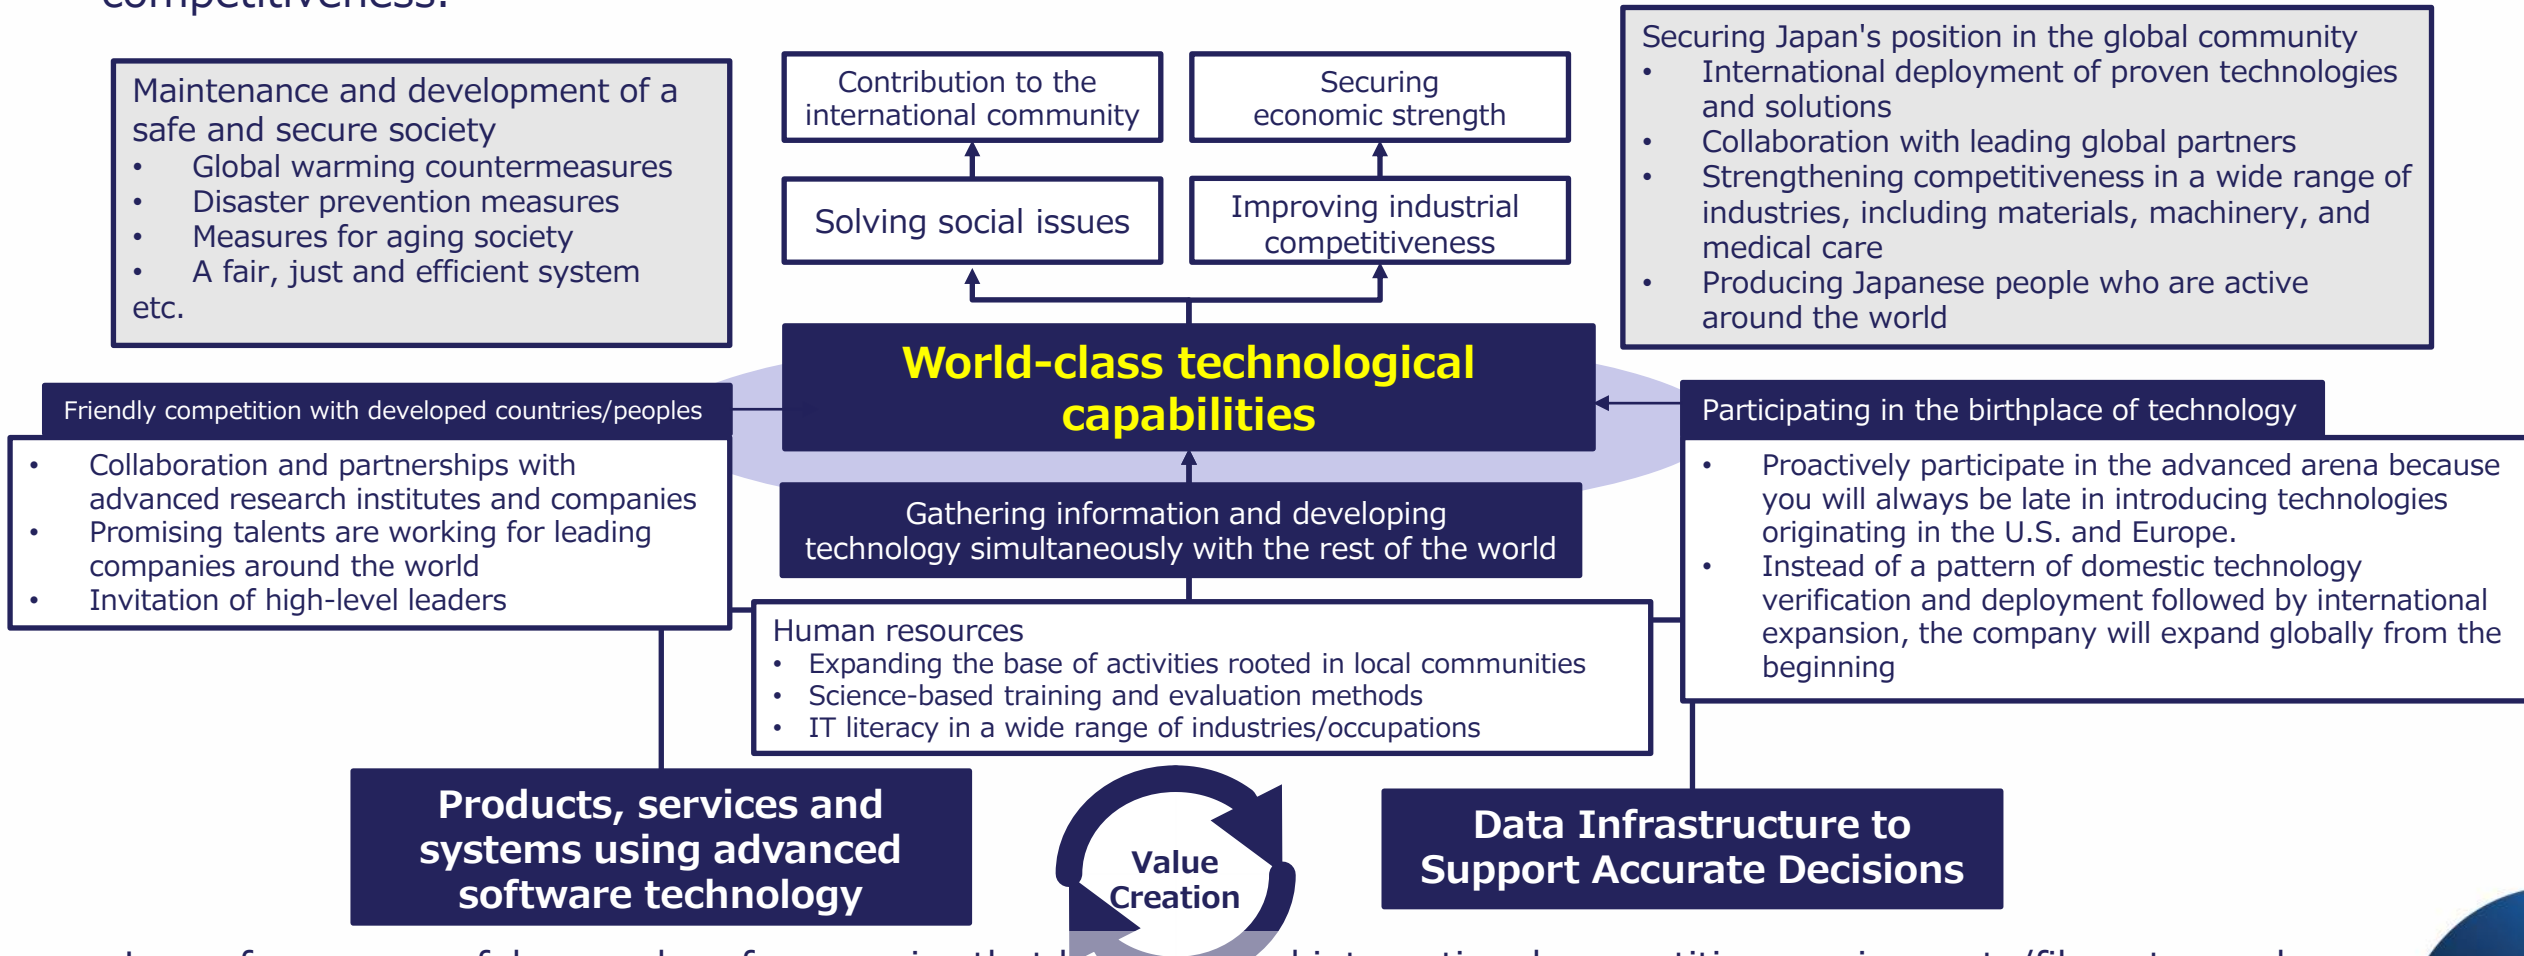 competitiveness.
Maintenance and development of a
safe and secure society
• Global warming countermeasures
• Disaster prevention measures
• Measures for aging society
• A fair, just and efficient system
etc.
Contribution to the
international community
Securing
economic strength
Solving social issues
Improving industrial
competitiveness
Securing Japan's position in the global community
• International deployment of proven technologies
and solutions
• Collaboration with leading global partners
• Strengthening competitiveness in a wide range of
industries, including materials, machinery, and
medical care
• Producing Japanese people who are active
around the world
World-class technological
capabilities
Friendly competition with developed countries/peoples
• Collaboration and partnerships with
advanced research institutes and companies
• Promising talents are working for leading
companies around the world
• Invitation of high-level leaders
Gathering information and developing
technology simultaneously with the rest of the world
Participating in the birthplace of technology
• Proactively participate in the advanced arena because
you will always be late in introducing technologies
originating in the U.S. and Europe.
• Instead of a pattern of domestic technology
verification and deployment followed by international
expansion, the company will expand globally from the
beginning
Human resources
• Expanding the base of activities rooted in local communities
• Science-based training and evaluation methods
• IT literacy in a wide range of industries/occupations
Products, services and
systems using advanced
software technology
Value
Creation
Data Infrastructure to
Support Accurate Decisions